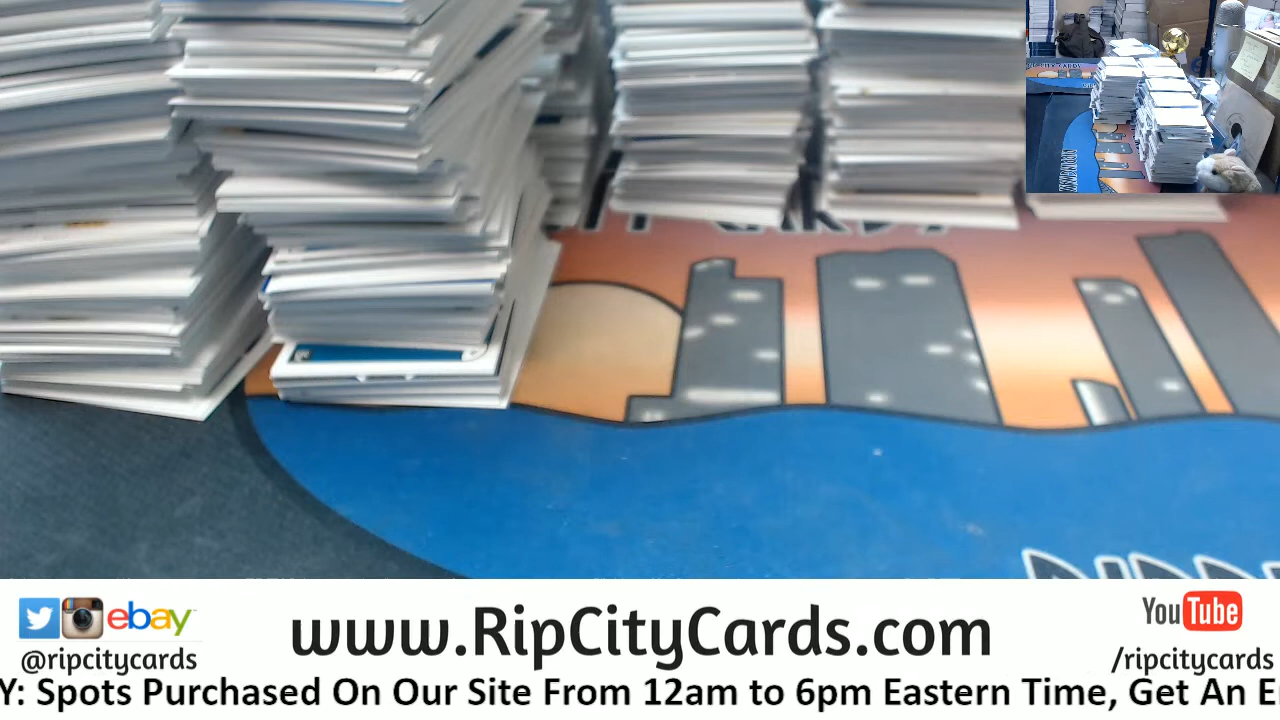 ebay
www.RipCityCards.com
YouTube
@ripcitycards
/ripcitycards
Y: Spots Purchased On Our Site From 12am to 6pm Eastern Time, Get An E